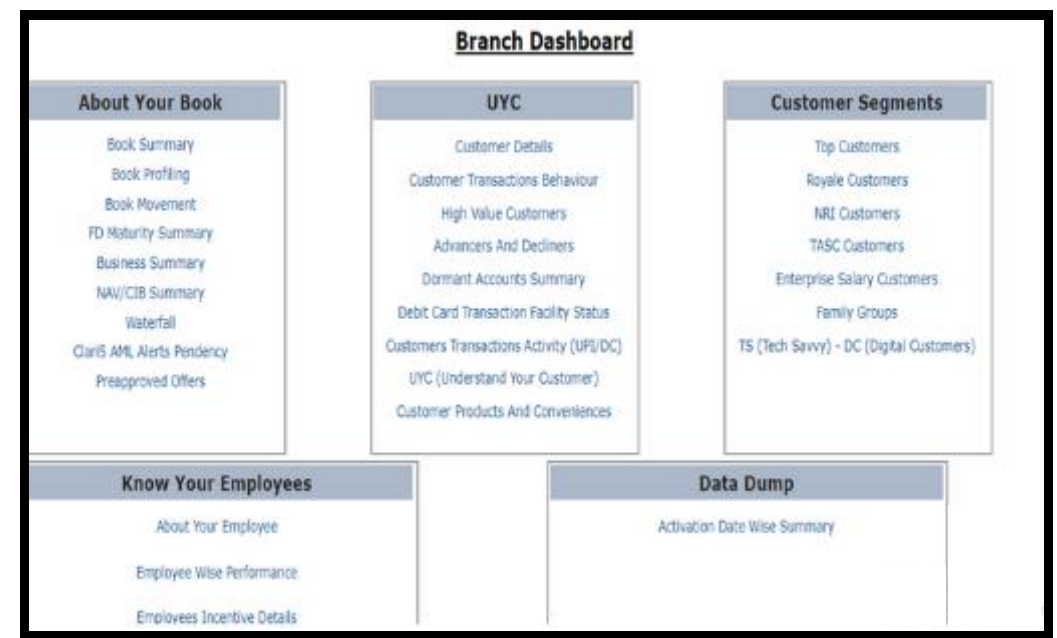 Branch Dashboard
About Your Book
Book Summary
Book Profiling
Book Movement
FD Maturity Summary
Business Summary
NAV/CIB Summary
Waterfall
Clari5 AML Alerts Pendency
Preapproved Offers
UYC
Customer Details
Customer Transactions Behaviour
High Value Customers
Advancers And Decliners
Dormant Accounts Summary
Debit Card Transaction Facility Status
Customers Transactions Activity (UPI/DC)
UYC (Understand Your Customer)
Customer Products And Conveniences
Customer Segments
Top Customers
Royale Customers
NRI Customers
TASC Customers
Enterprise Salary Customers
Family Groups
TS (Tech Savvy) - DC (Digital Customers)
Know Your Employees
About Your Employee
Employee Wise Performance
Employees Incentive Details
Data Dump
Activation Date Wise Summary